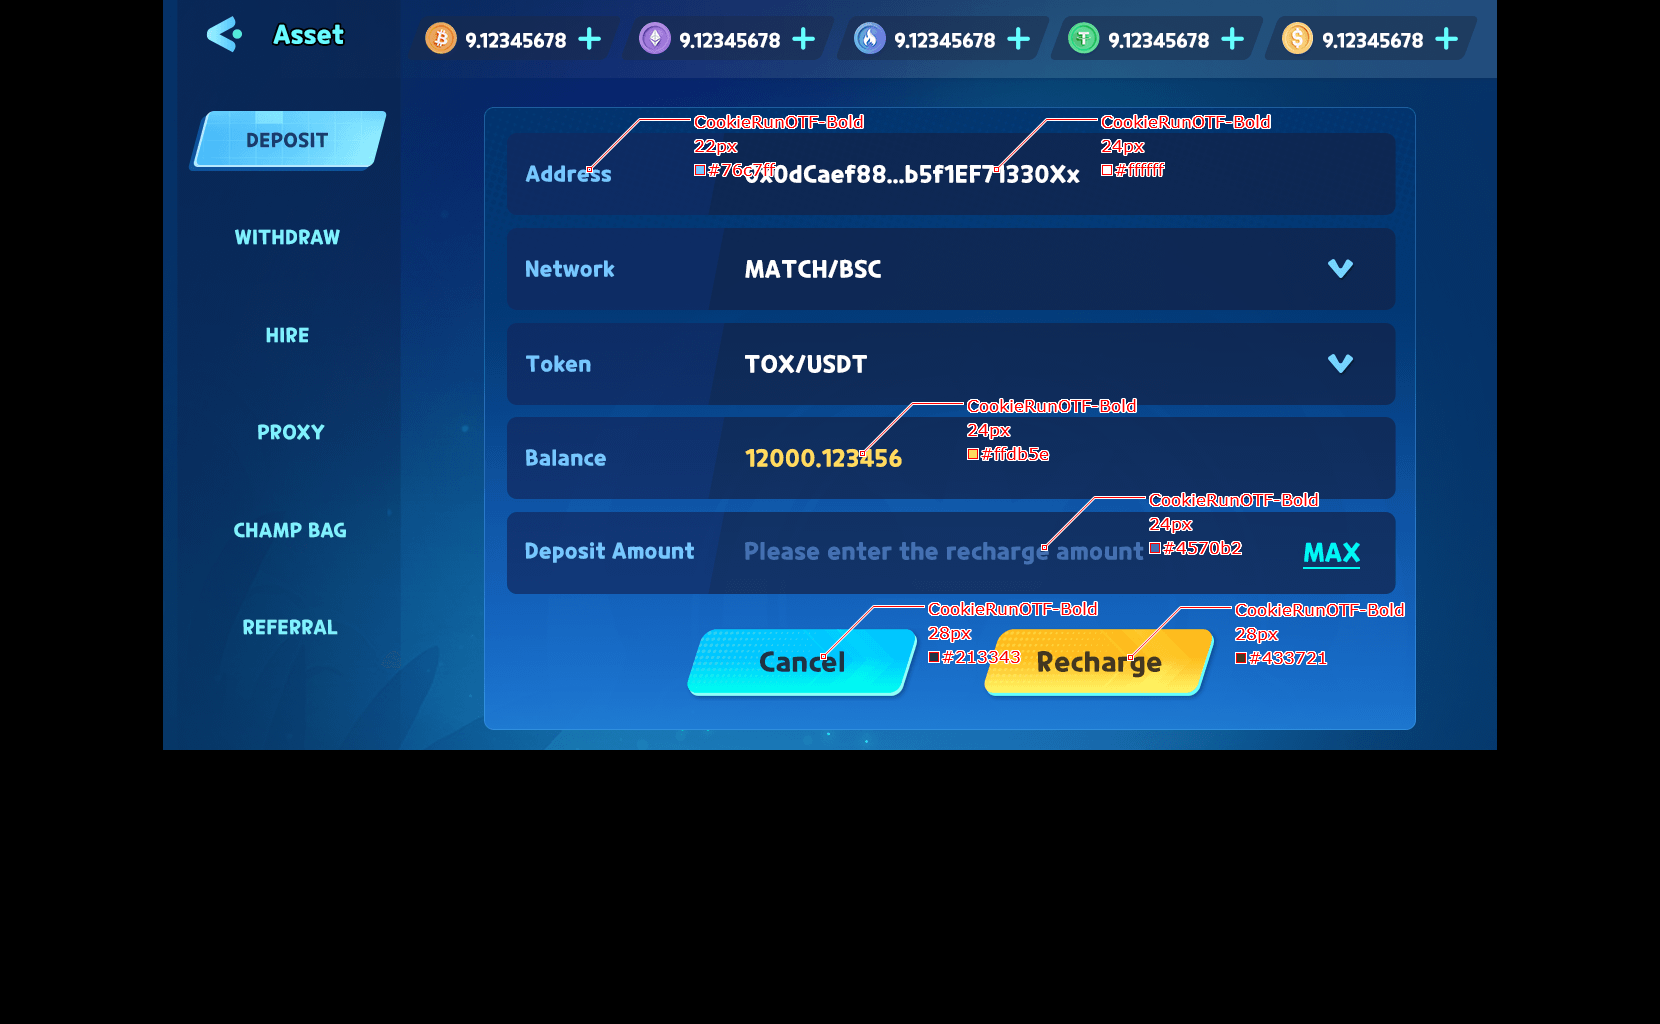 Asset
9.12345678
9.12345678
9.12345678
9.12345678
9.12345678
DEPOSIT
WITHDRAW
HIRE
PROXY
CHAMP BAG
REFERRAL
CookieRunOTF-Bold
22px
#76c7ff
CookieRunOTF-Bold
24px
#ffffff
Address
0x0dCaef88...b5f1EF71330Xx
Network
MATCH/BSC
Token
TOX/USDT
CookieRunOTF-Bold
24px
#ffdb5e
Balance
12000.123456
CookieRunOTF-Bold
24px
#4570b2
Deposit Amount
Please enter the recharge amount
MAX
CookieRunOTF-Bold
28px
#213343
CookieRunOTF-Bold
28px
#433721
Cancel
Recharge